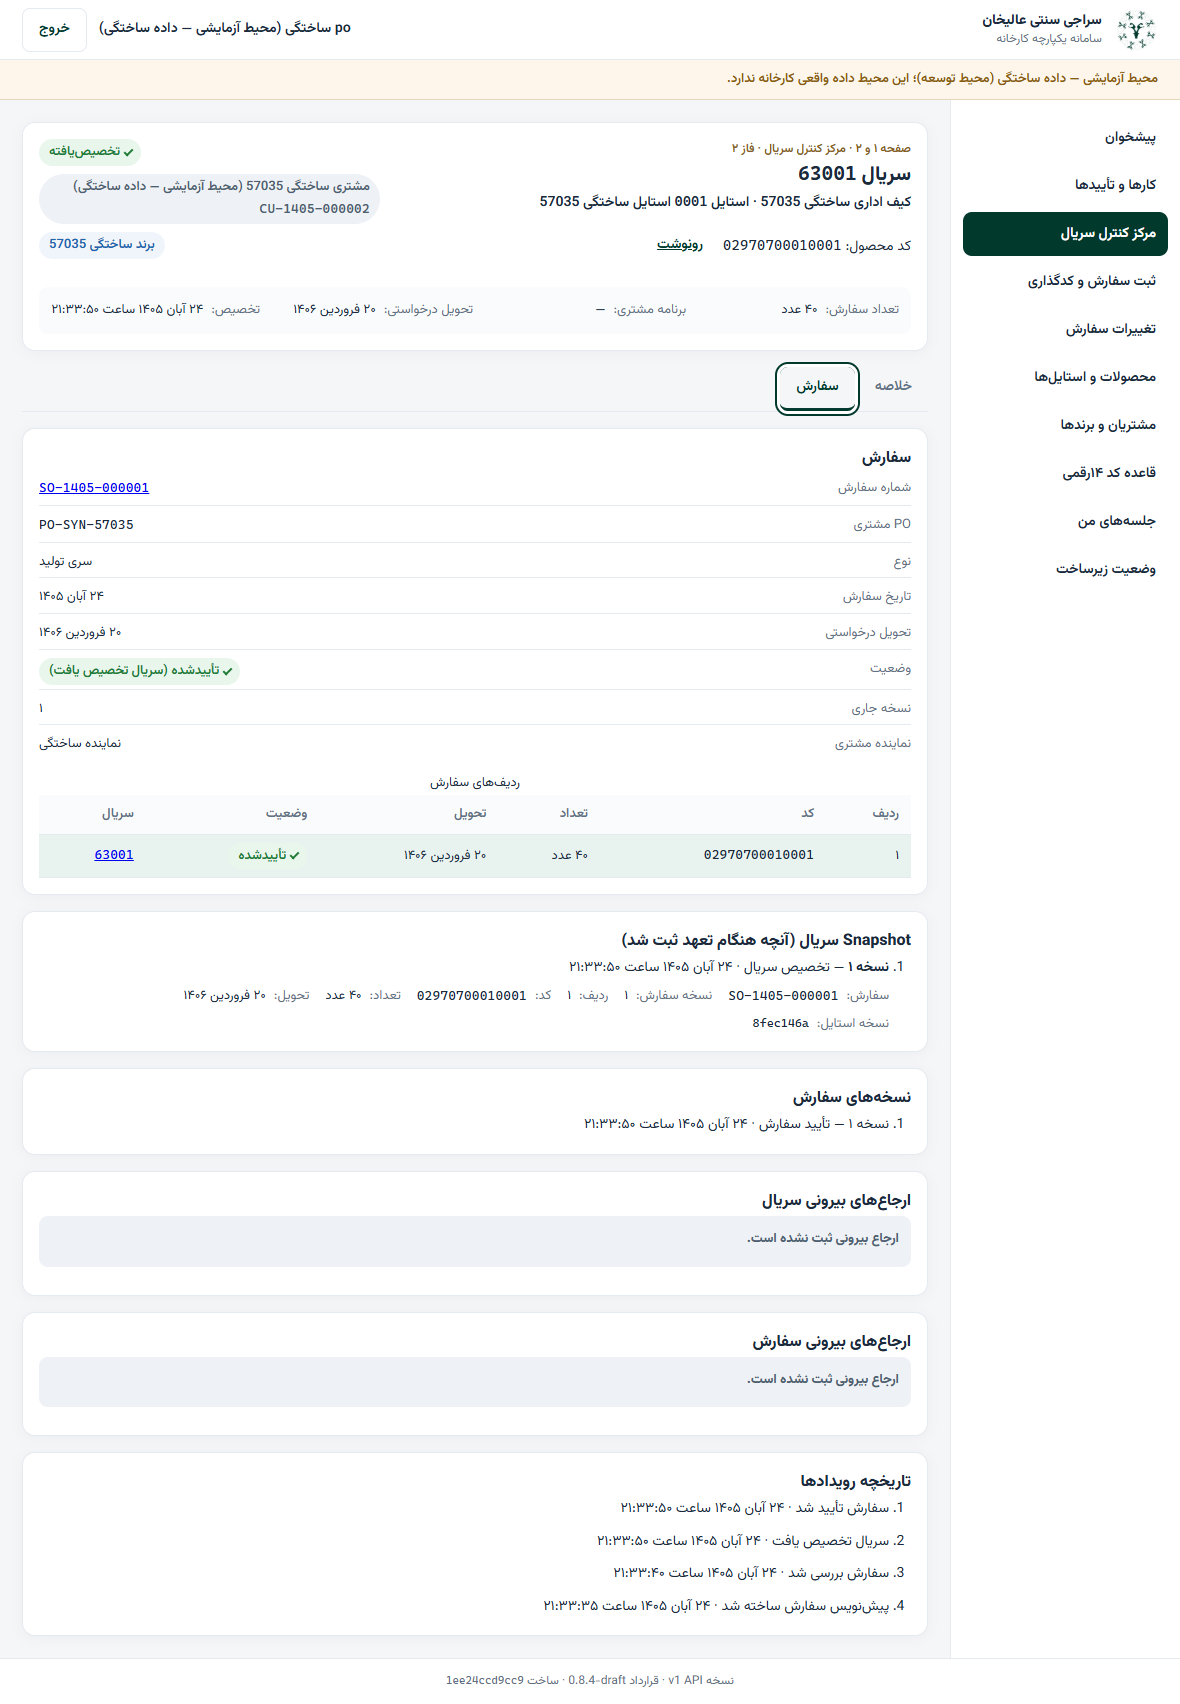 سراجی سنتی عالیخان
سامانه یکپارچه کارخانه
po ساختگی (محیط آزمایشی — داده ساختگی)
خروج
محیط آزمایشی — داده ساختگی (محیط توسعه)؛ این محیط داده واقعی کارخانه ندارد.
پیشخوان
کارها و تأییدها
مرکز کنترل سریال
ثبت سفارش و کدگذاری
تغییرات سفارش
محصولات و استایل‌ها
مشتریان و برندها
قاعده کد ۱۴رقمی
جلسه‌های من
وضعیت زیرساخت
صفحه ۱ و ۲ · مرکز کنترل سریال · فاز ۲
سریال 63001
کیف اداری ساختگی 57035 · استایل 0001 استایل ساختگی 57035
کد محصول: 02970700010001 رونوشت
✓ تخصیص‌یافته
مشتری ساختگی 57035 (محیط آزمایشی — داده ساختگی)
CU-1405-000002
برند ساختگی 57035
تعداد سفارش: ۴۰ عدد برنامه مشتری: — تحویل درخواستی: ۲۰ فروردین ۱۴۰۶ تخصیص: ۲۴ آبان ۱۴۰۵ ساعت ۲۱:۳۳:۵۰
خلاصه سفارش
سفارش
شماره سفارش SO-1405-000001
PO مشتری PO-SYN-57035
نوع سری تولید
تاریخ سفارش ۲۴ آبان ۱۴۰۵
تحویل درخواستی ۲۰ فروردین ۱۴۰۶
وضعیت ✓ تأییدشده (سریال تخصیص یافت)
نسخه جاری ۱
نماینده مشتری نماینده ساختگی
ردیف‌های سفارش
ردیف کد تعداد تحویل وضعیت سریال
۱ 02970700010001 ۴۰ عدد ۲۰ فروردین ۱۴۰۶ ✓ تأییدشده 63001
Snapshot سریال (آنچه هنگام تعهد ثبت شد)
1. نسخه ۱ — تخصیص سریال · ۲۴ آبان ۱۴۰۵ ساعت ۲۱:۳۳:۵۰
سفارش: SO-1405-000001 نسخه سفارش: ۱ ردیف: ۱ کد: 02970700010001 تعداد: ۴۰ عدد تحویل: ۲۰ فروردین ۱۴۰۶
نسخه استایل: 8fec146a
نسخه‌های سفارش
1. نسخه ۱ — تأیید سفارش · ۲۴ آبان ۱۴۰۵ ساعت ۲۱:۳۳:۵۰
ارجاع‌های بیرونی سریال
ارجاع بیرونی ثبت نشده است.
ارجاع‌های بیرونی سفارش
ارجاع بیرونی ثبت نشده است.
تاریخچه رویدادها
1. سفارش تأیید شد · ۲۴ آبان ۱۴۰۵ ساعت ۲۱:۳۳:۵۰
2. سریال تخصیص یافت · ۲۴ آبان ۱۴۰۵ ساعت ۲۱:۳۳:۵۰
3. سفارش بررسی شد · ۲۴ آبان ۱۴۰۵ ساعت ۲۱:۳۳:۴۰
4. پیش‌نویس سفارش ساخته شد · ۲۴ آبان ۱۴۰۵ ساعت ۲۱:۳۳:۳۵
نسخه v1 API · قرارداد 0.8.4-draft · ساخت 1ee24ccd9cc9